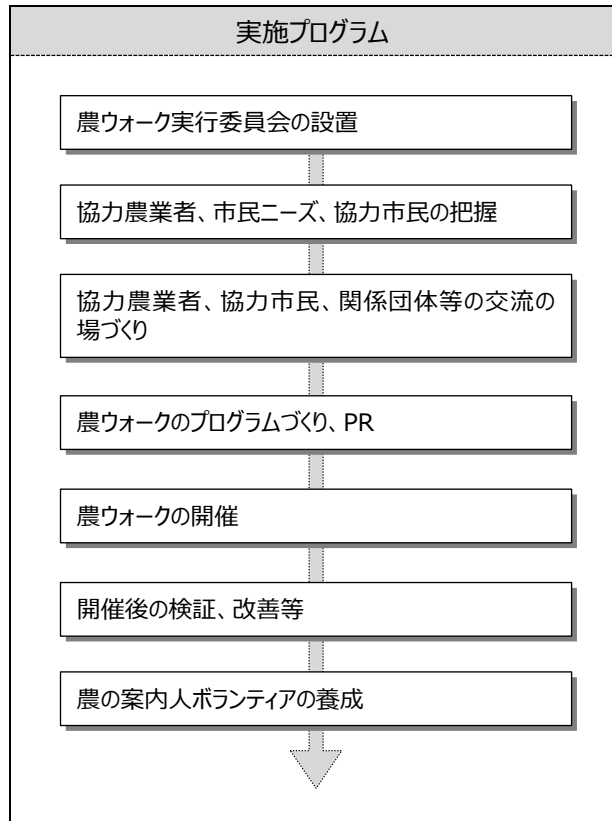 実施プログラム
農ウォーク実行委員会の設置
協力農業者、市民ニーズ、協力市民の把握
協力農業者、協力市民、関係団体等の交流の
場づくり
農ウォークのプログラムづくり、PR
農ウォークの開催
開催後の検証、改善等
農の案内人ボランティアの養成